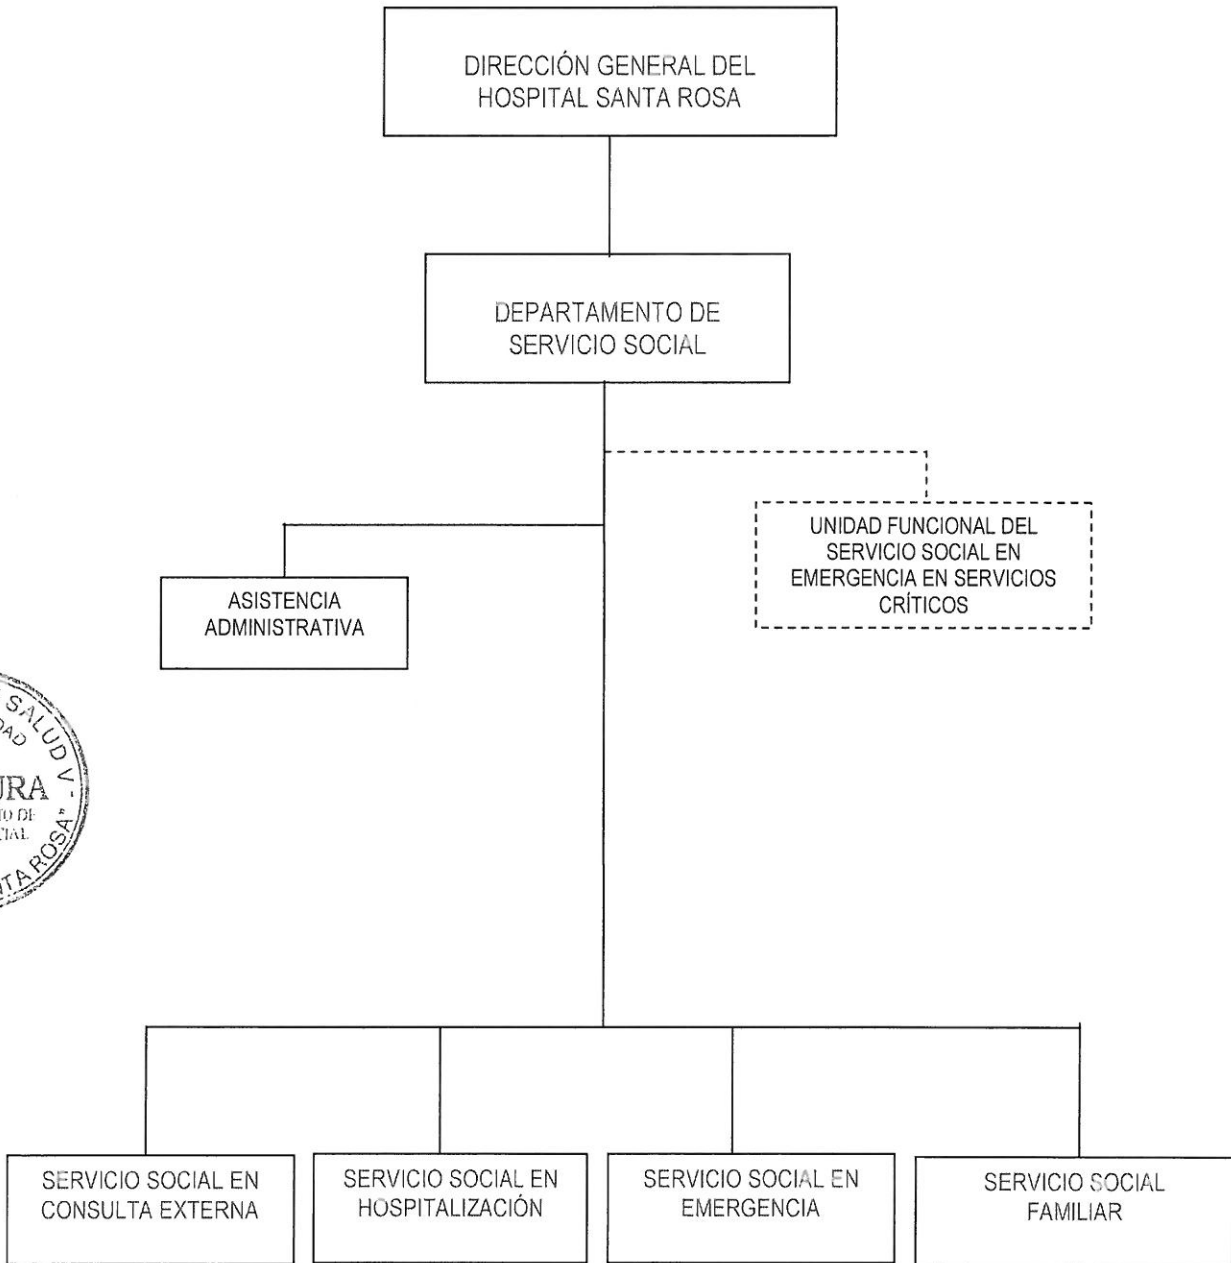 DIRECCIÓN GENERAL DEL
HOSPITAL SANTA ROSA
DEPARTAMENTO DE
SERVICIO SOCIAL
UNIDAD FUNCIONAL DEL
SERVICIO SOCIAL EN
EMERGENCIA EN SERVICIOS
CRÍTICOS
ASISTENCIA
ADMINISTRATIVA
SALUD V
SERVICIO SOCIAL EN
CONSULTA EXTERNA
SERVICIO SOCIAL EN
HOSPITALIZACIÓN
SERVICIO SOCIAL EN
EMERGENCIA
SERVICIO SOCIAL
FAMILIAR